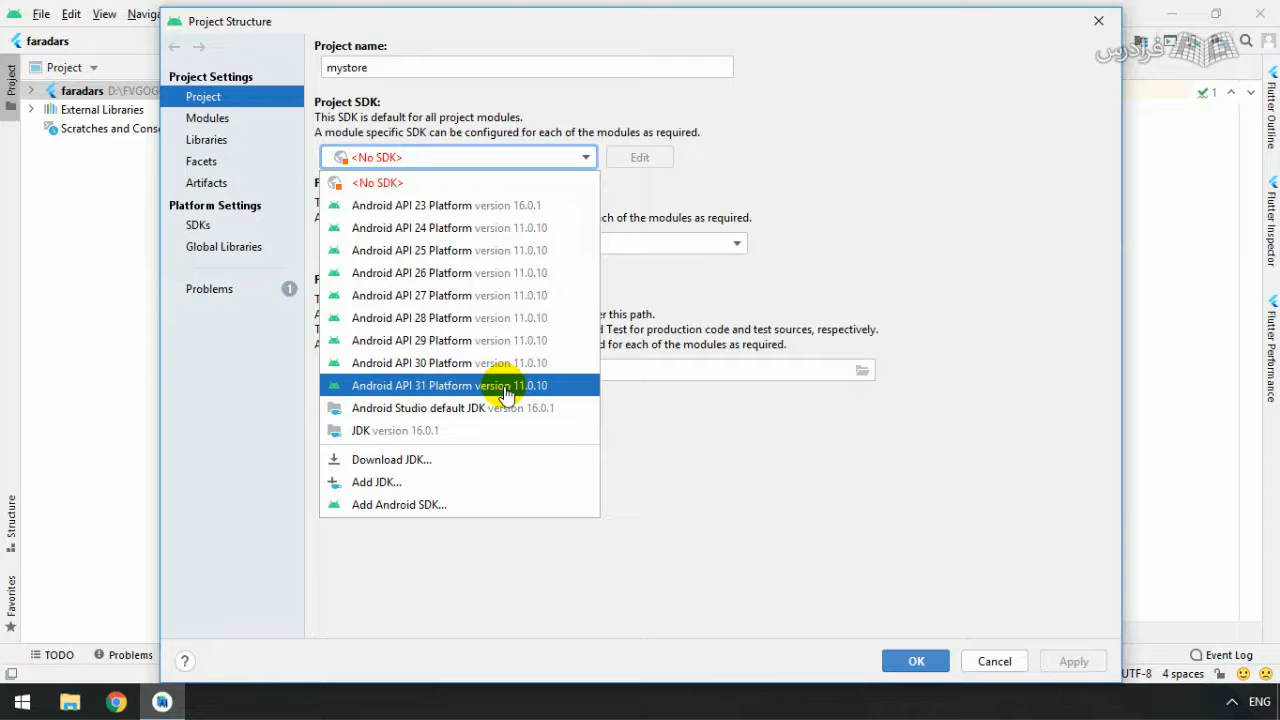 File Edit View Naviga
Project Structure
faradars
فرادرس
Project
Project
faradars D:\FVGOG
External Libraries
Scratches and Conso
Project Settings
Project
Modules
Libraries
Facets
Artifacts
Platform Settings
SDKs
Global Libraries
Problems 1
Project name:
mystore
Project SDK:
This SDK is default for all project modules.
A module specific SDK can be configured for each of the modules as required.
<No SDK>
Edit
<No SDK>
Android API 23 Platform version 16.0.1
Android API 24 Platform version 11.0.10
Android API 25 Platform version 11.0.10
Android API 26 Platform version 11.0.10
Android API 27 Platform version 11.0.10
Android API 28 Platform version 11.0.10
Android API 29 Platform version 11.0.10
Android API 30 Platform version 11.0.10
Android API 31 Platform version 11.0.10
Android Studio default JDK version 16.0.1
JDK version 16.0.1
Download JDK...
Add JDK...
Add Android SDK...
ch of the modules as required.
er this path.
d Test for production code and test sources, respectively.
d for each of the modules as required.
1
Flutter Outline
Flutter Inspector
Flutter Performance
Structure
Favorites
? OK Cancel Apply
TODO Problems
Event Log
UTF-8 4 spaces
ENG